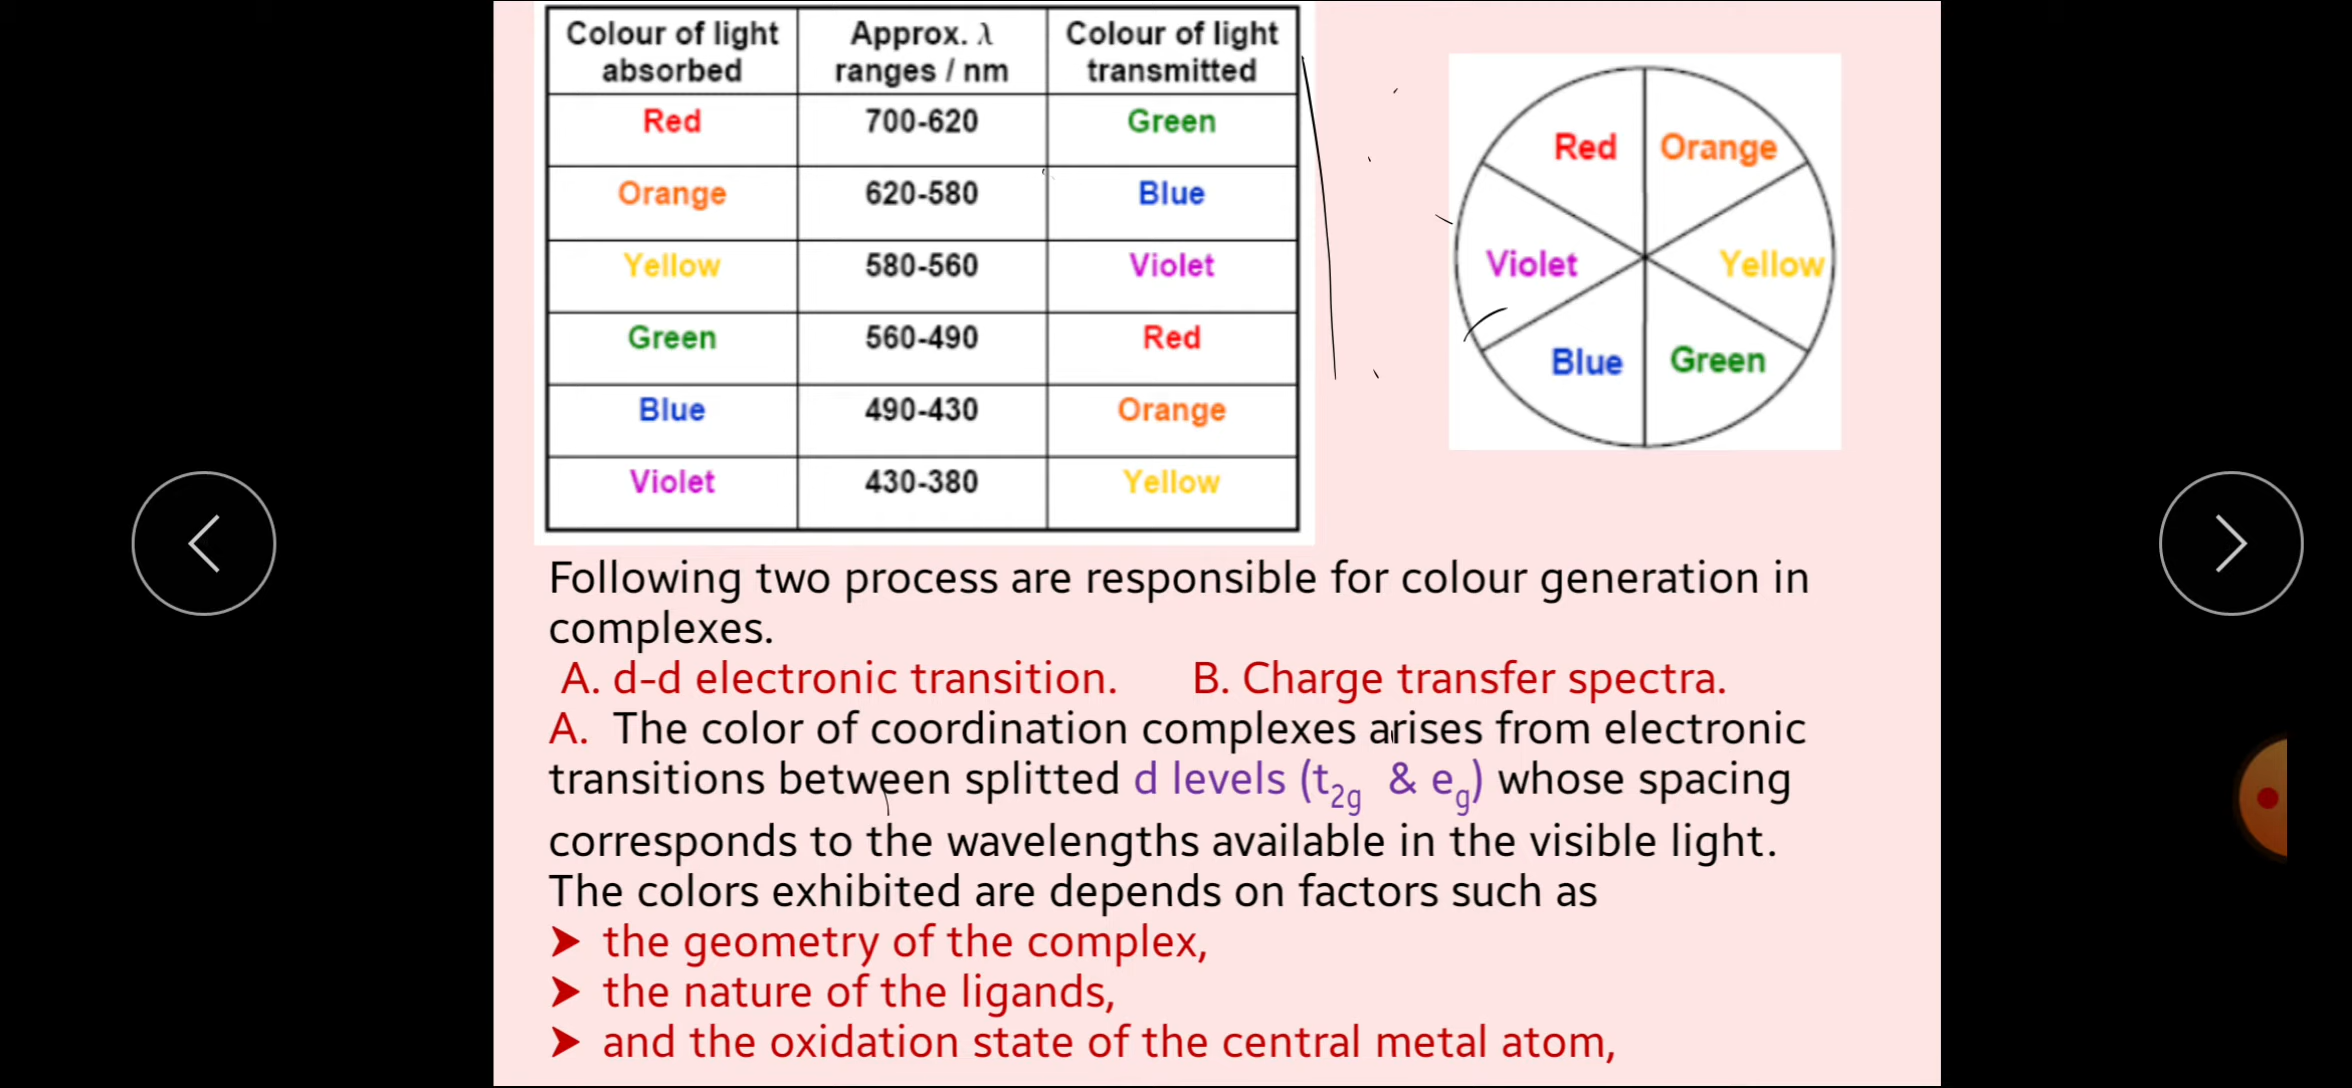 Colour of light absorbed Approx. λ ranges / nm Colour of light transmitted
Red 700-620 Green
Orange 620-580 Blue
Yellow 580-560 Violet
Green 560-490 Red
Blue 490-430 Orange
Violet 430-380 Yellow
Red Orange
Violet Yellow
Blue Green
Following two process are responsible for colour generation in
complexes.
A. d-d electronic transition. B. Charge transfer spectra.
A. The color of coordination complexes arises from electronic
transitions between splitted d levels (t2g & eg) whose spacing
corresponds to the wavelengths available in the visible light.
The colors exhibited are depends on factors such as
➤ the geometry of the complex,
➤ the nature of the ligands,
➤ and the oxidation state of the central metal atom,